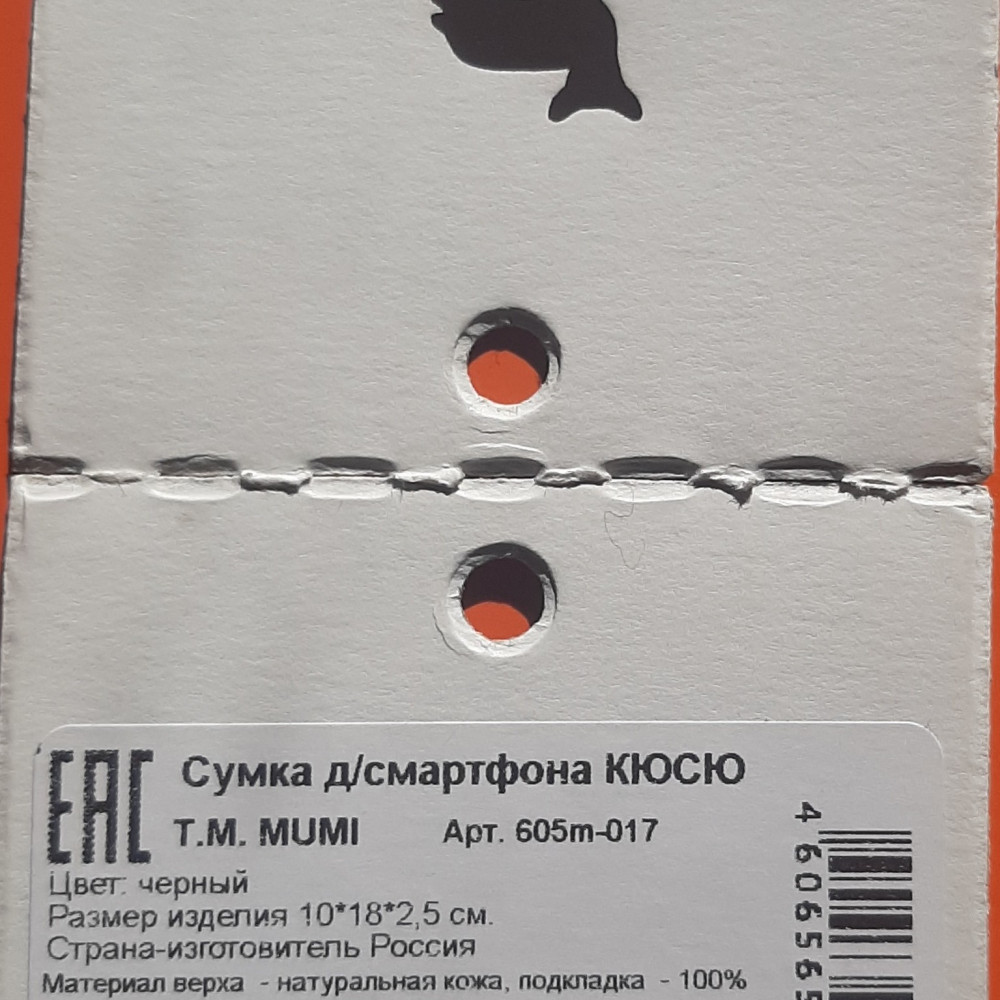 EAC Сумка д/смартфона КЮСЮ
Т.М. MUMI Арт. 605m-017
Цвет: черный
Размер изделия 10*18*2,5 см.
Страна-изготовитель Россия
Материал верха - натуральная кожа, подкладка - 100%
4 606565